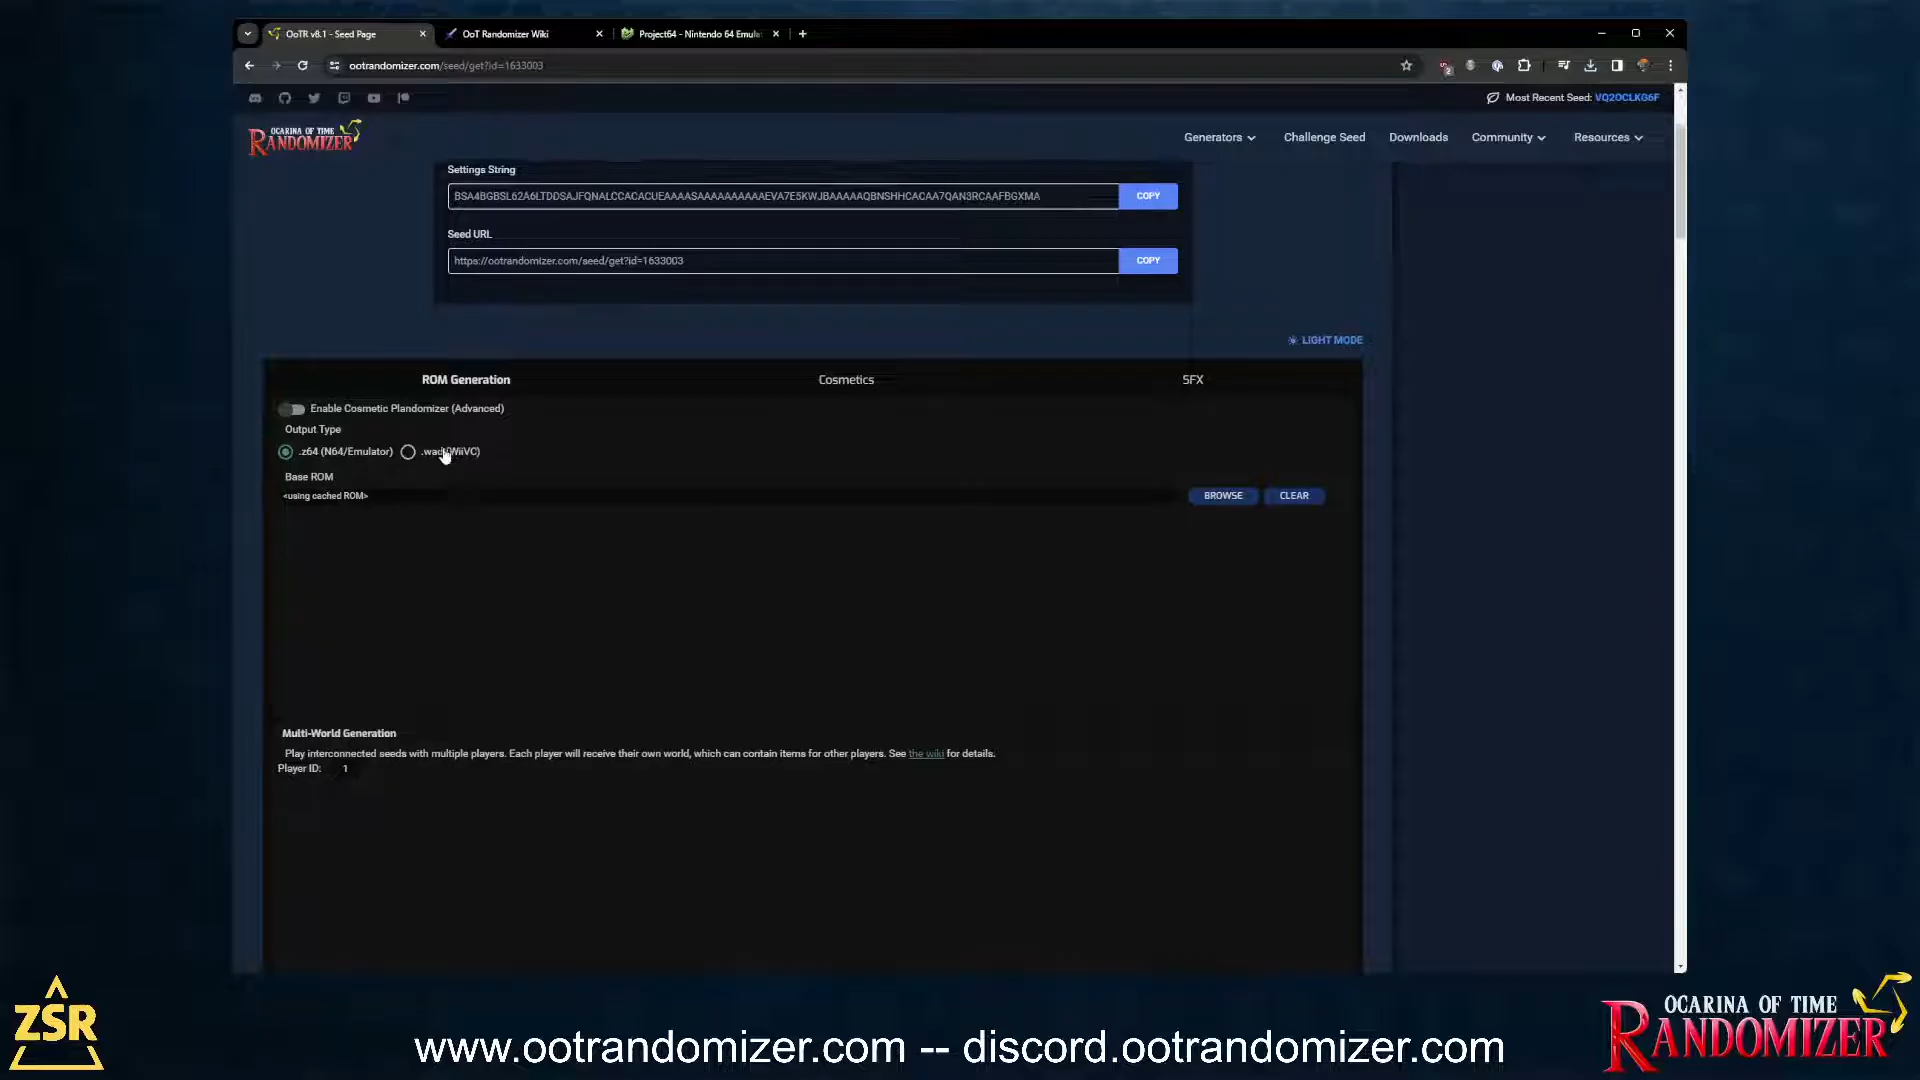 OoTR v8.1 - Seed Page
OoT Randomizer Wiki
Project64 - Nintendo 64 Emul
ootrandomizer.com/seed/get?id=1633003
Most Recent Seed: VQ2OCLKG6F
OCARINA OF TIME
RANDOMIZER
Generators
Challenge Seed
Downloads
Community
Resources
Settings String
BSA4BGBSL62A6LTDDSAJFQNALCCACACUEAAAASAAAAAAAAAAEVA7E5KWJBAAAAAQBNSHHCACAA7QAN3RCAAFBGXMA
COPY
Seed URL
https://ootrandomizer.com/seed/get?id=1633003
COPY
LIGHT MODE
ROM Generation
Cosmetics
SFX
Enable Cosmetic Plandomizer (Advanced)
Output Type
.z64 (N64/Emulator)
.wad (WiiVC)
Base ROM
<using cached ROM>
BROWSE
CLEAR
Multi-World Generation
Play interconnected seeds with multiple players. Each player will receive their own world, which can contain items for other players. See the wiki for details.
Player ID: 1
ZSR
www.ootrandomizer.com -- discord.ootrandomizer.com
OCARINA OF TIME
RANDOMIZER